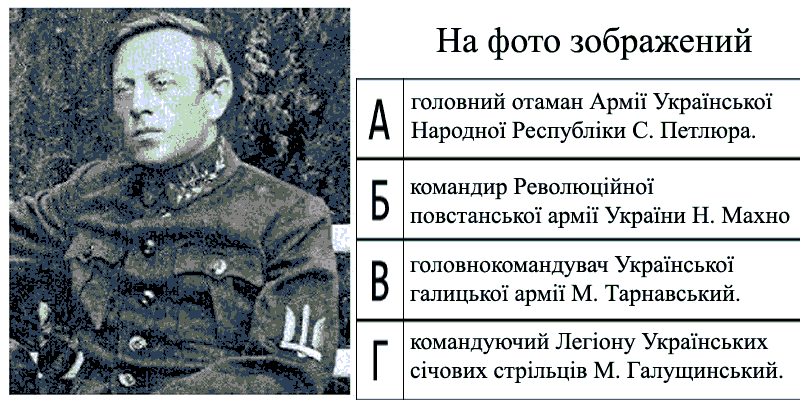 На фото зображений
А
головний отаман Армії Української
Народної Республіки С. Петлюра.
Б
командир Революційної
повстанської армії України Н. Махно
В
головнокомандувач Української
галицької армії М. Тарнавський.
Г
командуючий Легіону Українських
січових стрільців М. Галущинський.